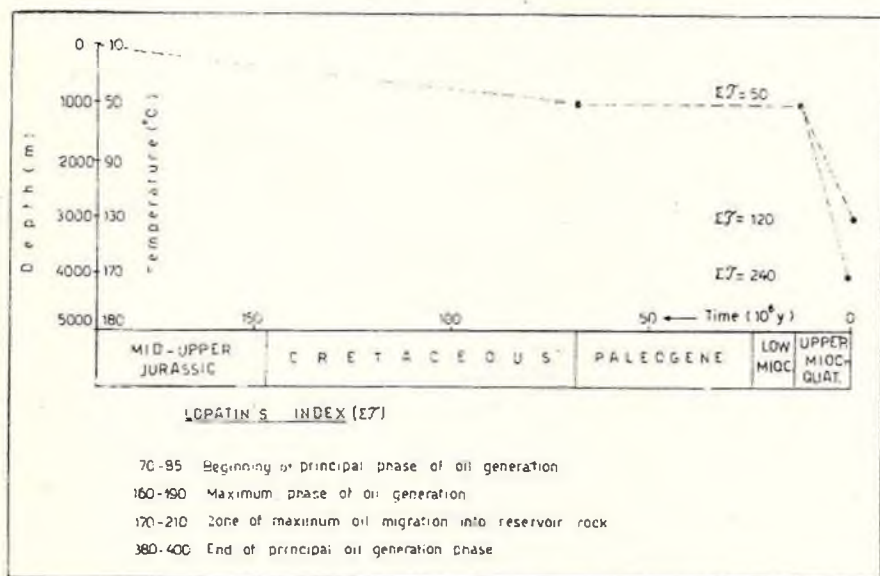 0 10
ΣT = 50
1000 50
2000 90
3000 130
ΣT = 120
4000 170
ΣT = 240
5000 180
150 100 50 ← Time (10⁶y) 0
Depth (m)
Temperature (°C)
MID-UPPER JURASSIC
CRETACEOUS
PALEOGENE
LOW MIOC.
UPPER MIOC- QUAT.
LOPATIN'S INDEX (ΣT)
70-85 Beginning of principal phase of oil generation
160-190 Maximum phase of oil generation
170-210 Zone of maximum oil migration into reservoir rock
380-400 End of principal oil generation phase